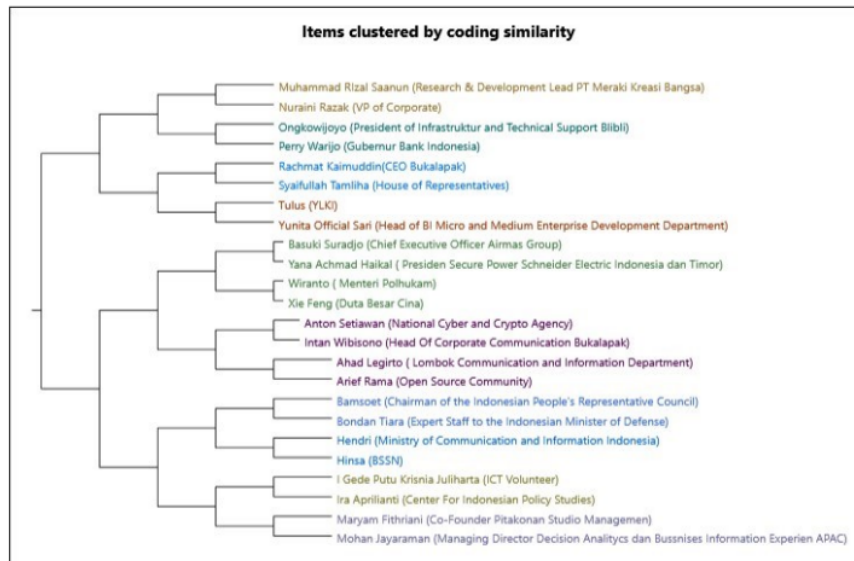 Items clustered by coding similarity
Muhammad RIzal Saanun (Research & Development Lead PT Meraki Kreasi Bangsa)
Nuraini Razak (VP of Corporate)
Ongkowijoyo (President of Infrastruktur and Technical Support Blibli)
Perry Warijo (Gubernur Bank Indonesia)
Rachmat Kaimuddin(CEO Bukalapak)
Syaifullah Tamliha (House of Representatives)
Tulus (YLKI)
Yunita Official Sari (Head of BI Micro and Medium Enterprise Development Department)
Basuki Suradjo (Chief Executive Officer Airmas Group)
Yana Achmad Haikal ( Presiden Secure Power Schneider Electric Indonesia dan Timor)
Wiranto ( Menteri Polhukam)
Xie Feng (Duta Besar Cina)
Anton Setiawan (National Cyber and Crypto Agency)
Intan Wibisono (Head Of Corporate Communication Bukalapak)
Ahad Legirto ( Lombok Communication and Information Department)
Arief Rama (Open Source Community)
Bamsoet (Chairman of the Indonesian People's Representative Council)
Bondan Tiara (Expert Staff to the Indonesian Minister of Defense)
Hendri (Ministry of Communication and Information Indonesia)
Hinsa (BSSN)
I Gede Putu Krisnia Juliharta (ICT Volunteer)
Ira Aprilianti (Center For Indonesian Policy Studies)
Maryam Fithriani (Co-Founder Pitakonan Studio Managemen)
Mohan Jayaraman (Managing Director Decision Analitycs dan Bussnises Information Experien APAC)